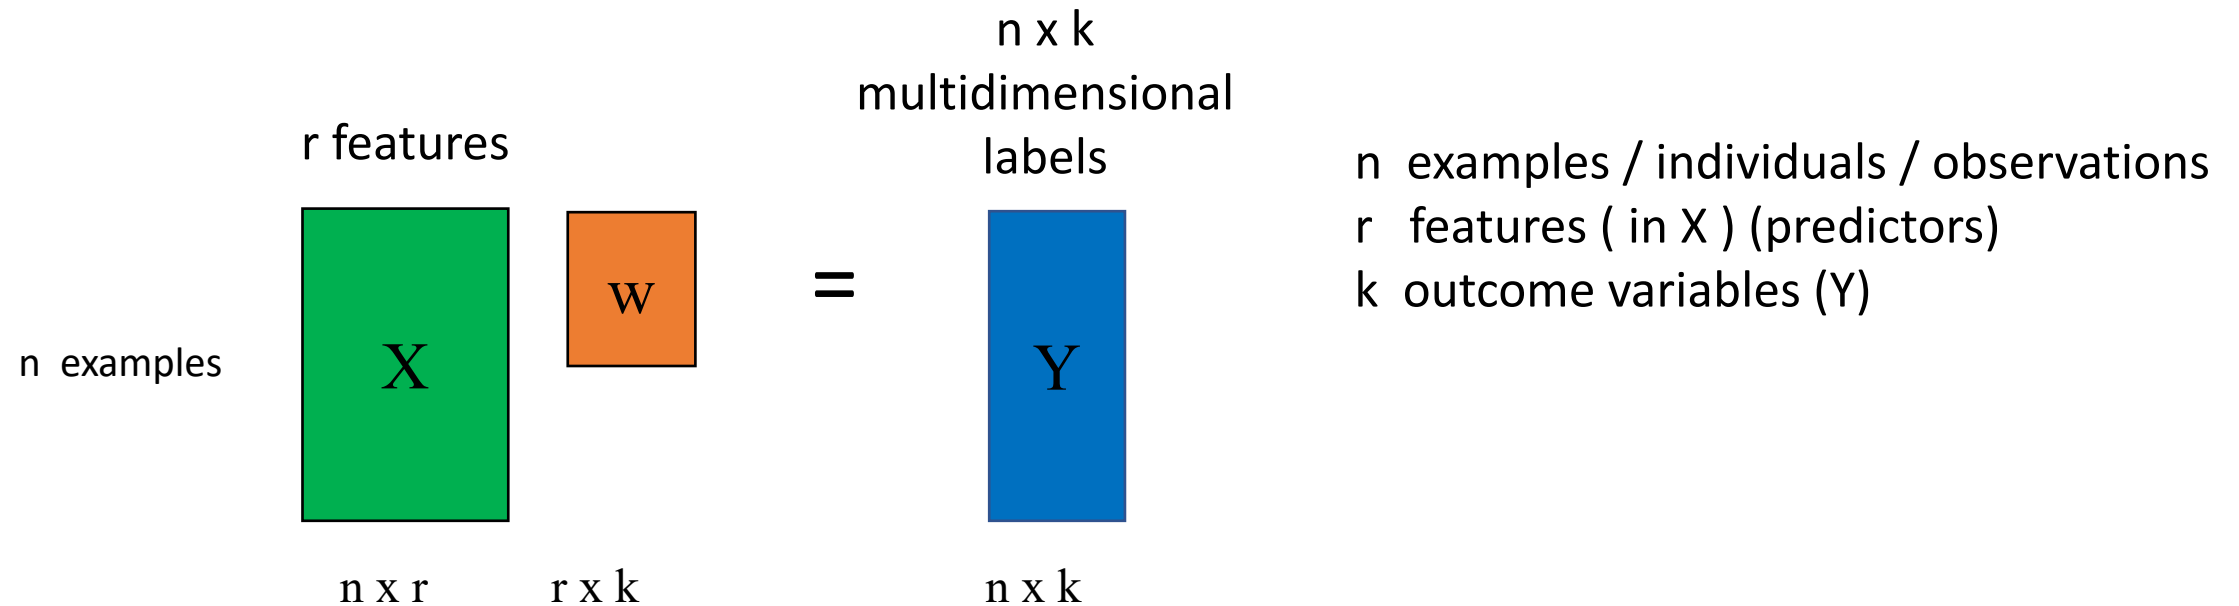 n x k
multidimensional
labels
r features
n examples / individuals / observations
r features ( in X ) (predictors)
k outcome variables (Y)
w
=
n examples
X
Y
n x r
r x k
n x k